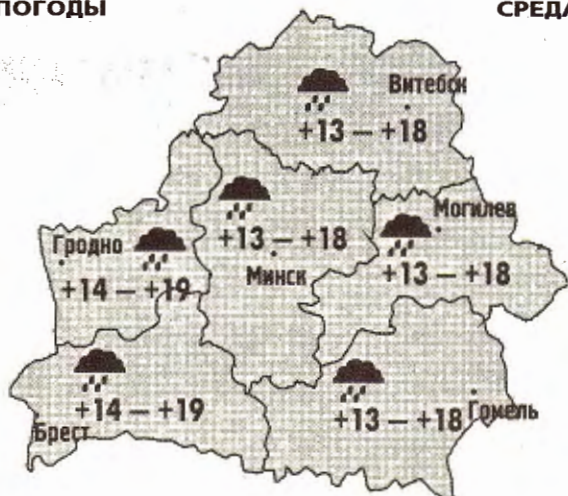 ПОГОДЫ
СРЕДА
Витебск
+13 — +18
Могилев
+13 — +18
Гродно
+14 — +19
+13 — +18
Минск
+14 — +19
Брест
+13 — +18
Гомель